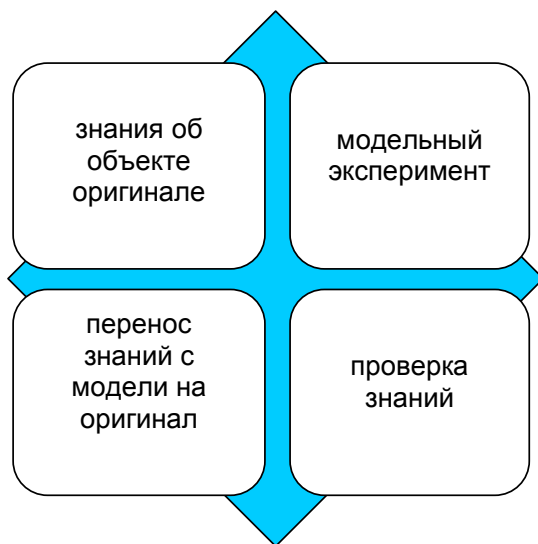 знания об
объекте
оригинале
модельный
эксперимент
перенос
знаний с
модели на
оригинал
проверка
знаний